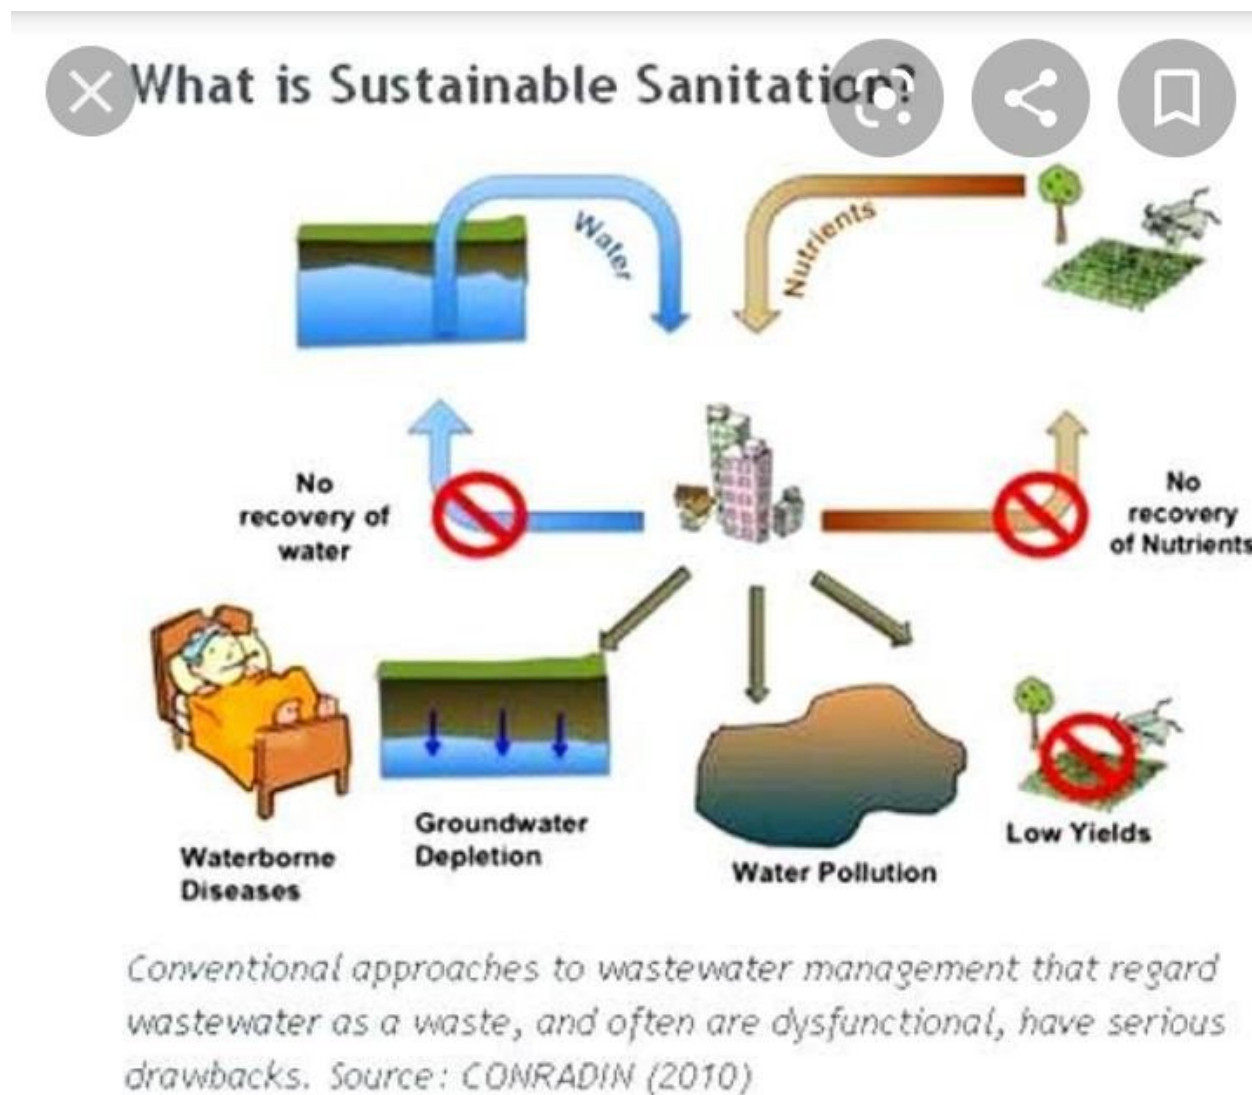 What is Sustainable Sanitation?
Water
Nutrients
No
recovery of
water
No
recovery
of Nutrients
Waterborne
Diseases
Groundwater
Depletion
Water Pollution
Low Yields
Conventional approaches to wastewater management that regard
wastewater as a waste, and often are dysfunctional, have serious
drawbacks. Source: CONRADIN (2010)